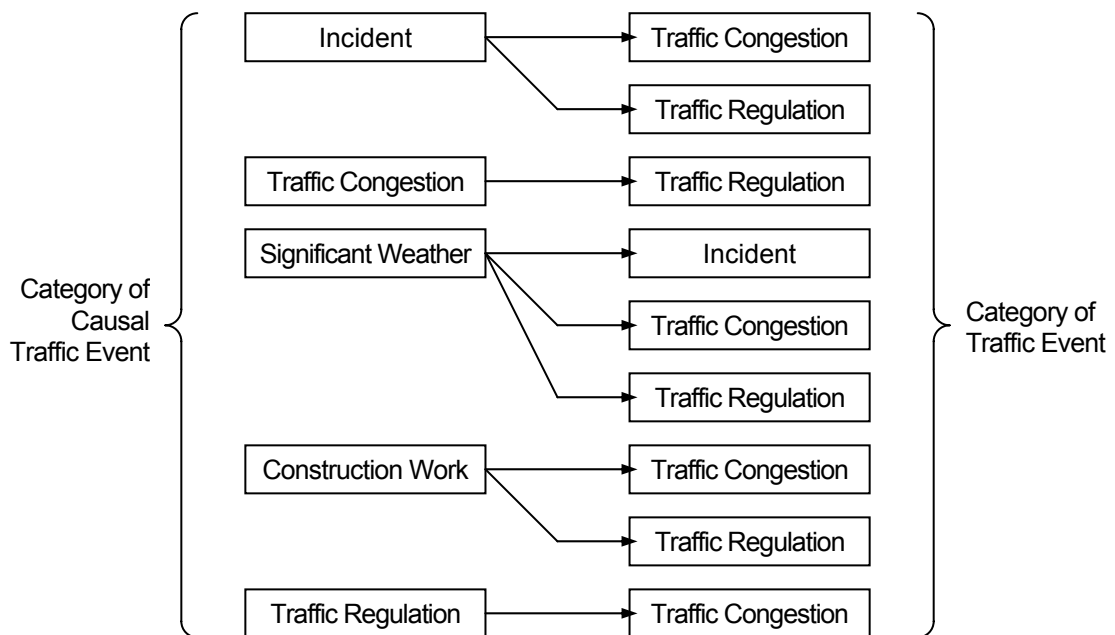 Incident
Traffic Congestion
Traffic Regulation
Traffic Congestion
Traffic Regulation
Significant Weather
Incident
Category of
Causal
Traffic Event
Traffic Congestion
Category of
Traffic Event
Traffic Regulation
Construction Work
Traffic Congestion
Traffic Regulation
Traffic Regulation
Traffic Congestion